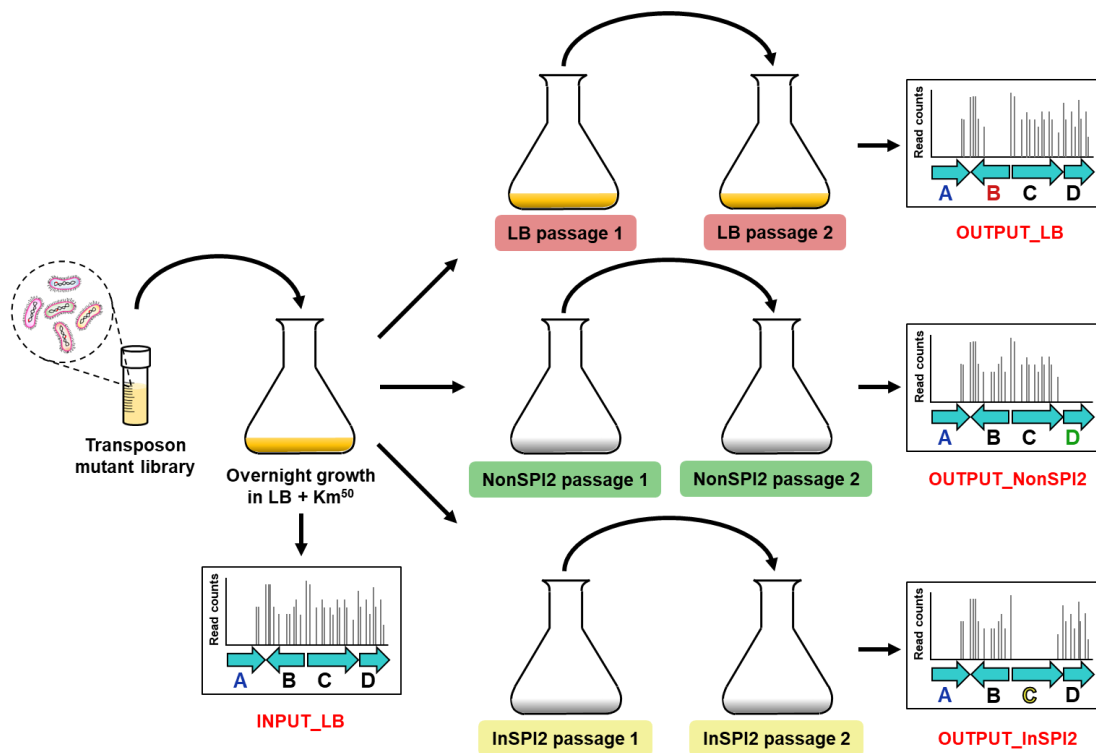 LB passage 1
LB passage 2
Read counts
A
B
C
D
OUTPUT_LB
Transposon
mutant library
Overnight growth
in LB + Km⁵⁰
NonSPI2 passage 1
NonSPI2 passage 2
Read counts
A
B
C
D
OUTPUT_NonSPI2
Read counts
A
B
C
D
INPUT_LB
InSPI2 passage 1
InSPI2 passage 2
Read counts
A
B
C
D
OUTPUT_InSPI2